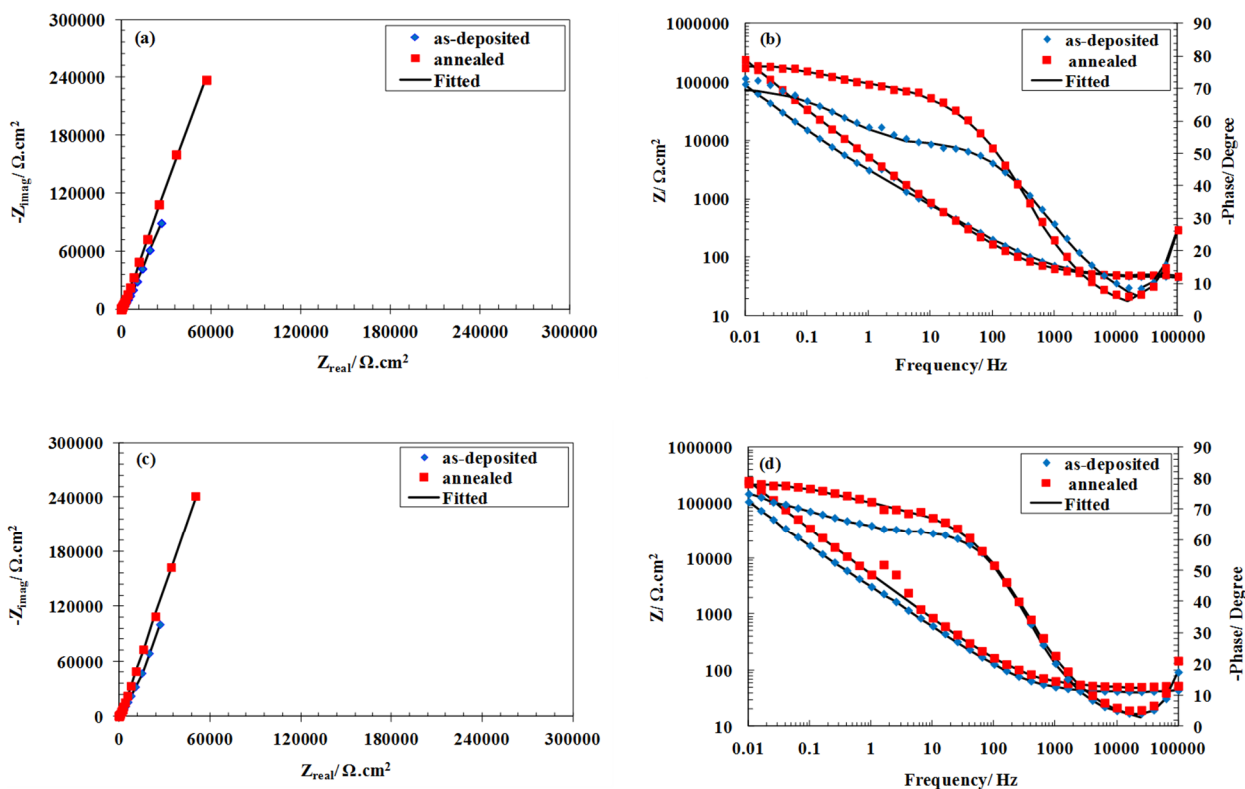 (a)
as-deposited
annealed
Fitted
300000
240000
180000
120000
60000
0
-Zimag/ Ω.cm²
0 60000 120000 180000 240000 300000
Zreal/ Ω.cm²
(b)
as-deposited
annealed
Fitted
1000000
100000
10000
1000
100
10
Z/ Ω.cm²
90
80
70
60
50
40
30
20
10
0
-Phase/ Degree
0.01 0.1 1 10 100 1000 10000 100000
Frequency/ Hz
(c)
as-deposited
annealed
Fitted
300000
240000
180000
120000
60000
0
-Zimag/ Ω.cm²
0 60000 120000 180000 240000 300000
Zreal/ Ω.cm²
(d)
as-deposited
annealed
Fitted
1000000
100000
10000
1000
100
10
Z/ Ω.cm²
90
80
70
60
50
40
30
20
10
0
-Phase/ Degree
0.01 0.1 1 10 100 1000 10000 100000
Frequency/ Hz